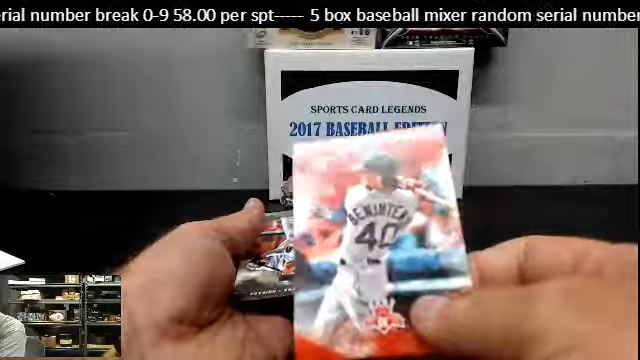 erial number break 0-9 58.00 per spt----- 5 box baseball mixer random serial number
SPORTS CARD LEGENDS
2017 BASEBALL EDITION
BENINTENDI
40